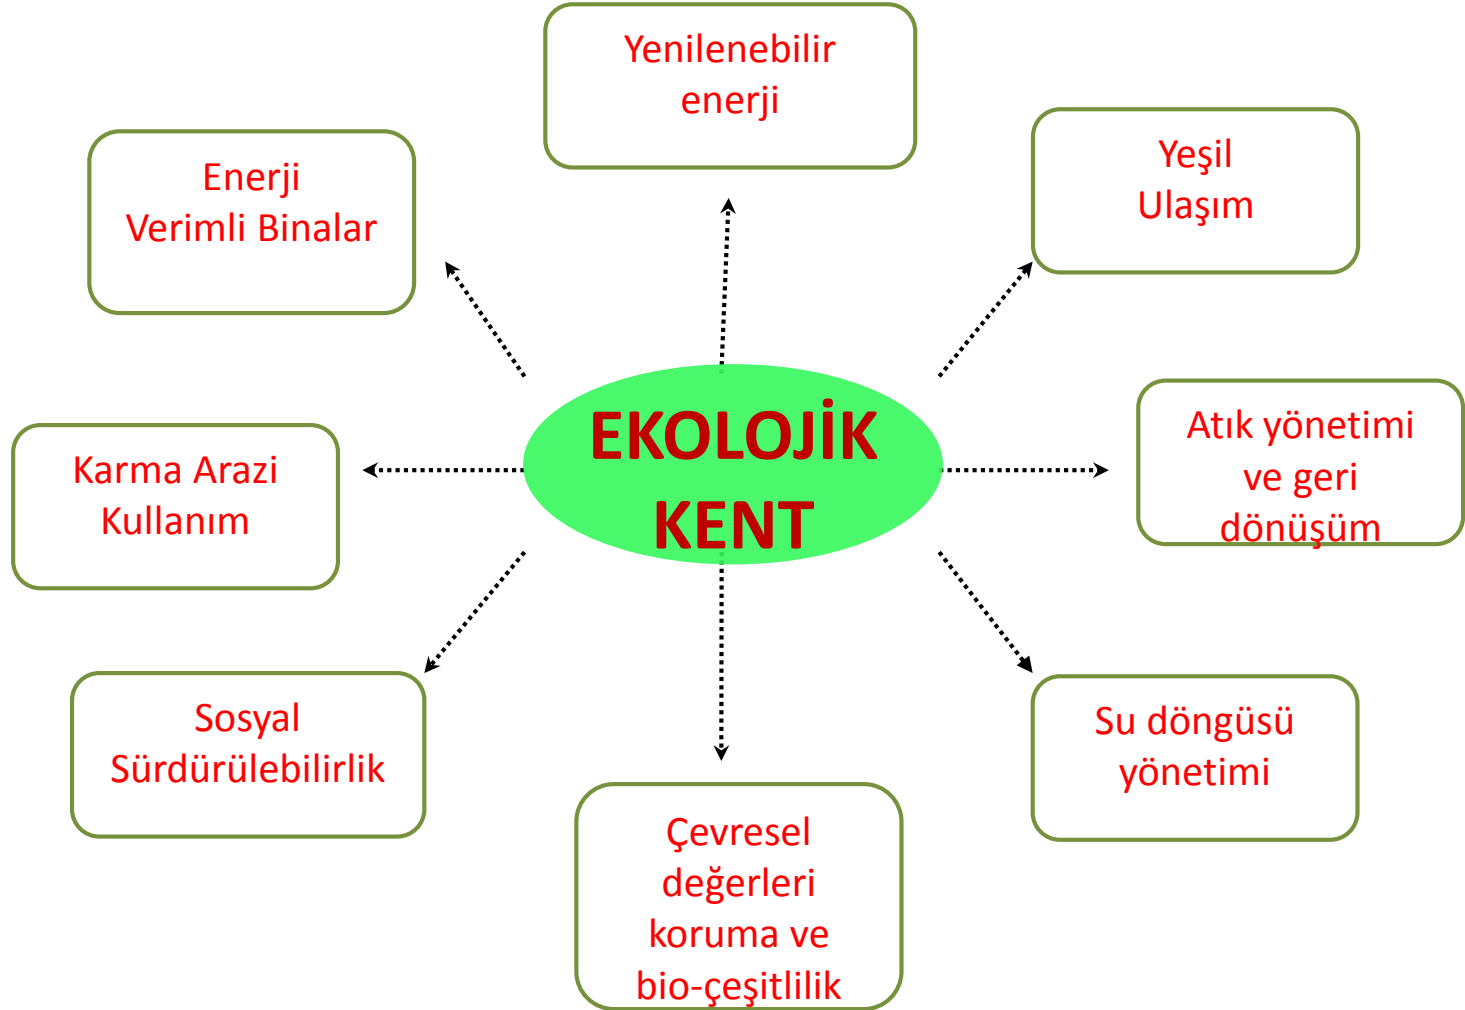 Yenilenebilir
enerji
Yeşil
Ulaşım
Enerji
Verimli Binalar
EKOLOJİK
KENT
Atık yönetimi
ve geri
dönüşüm
Karma Arazi
Kullanım
Sosyal
Sürdürülebilirlik
Su döngüsü
yönetimi
Çevresel
değerleri
koruma ve
bio-çeşitlilik